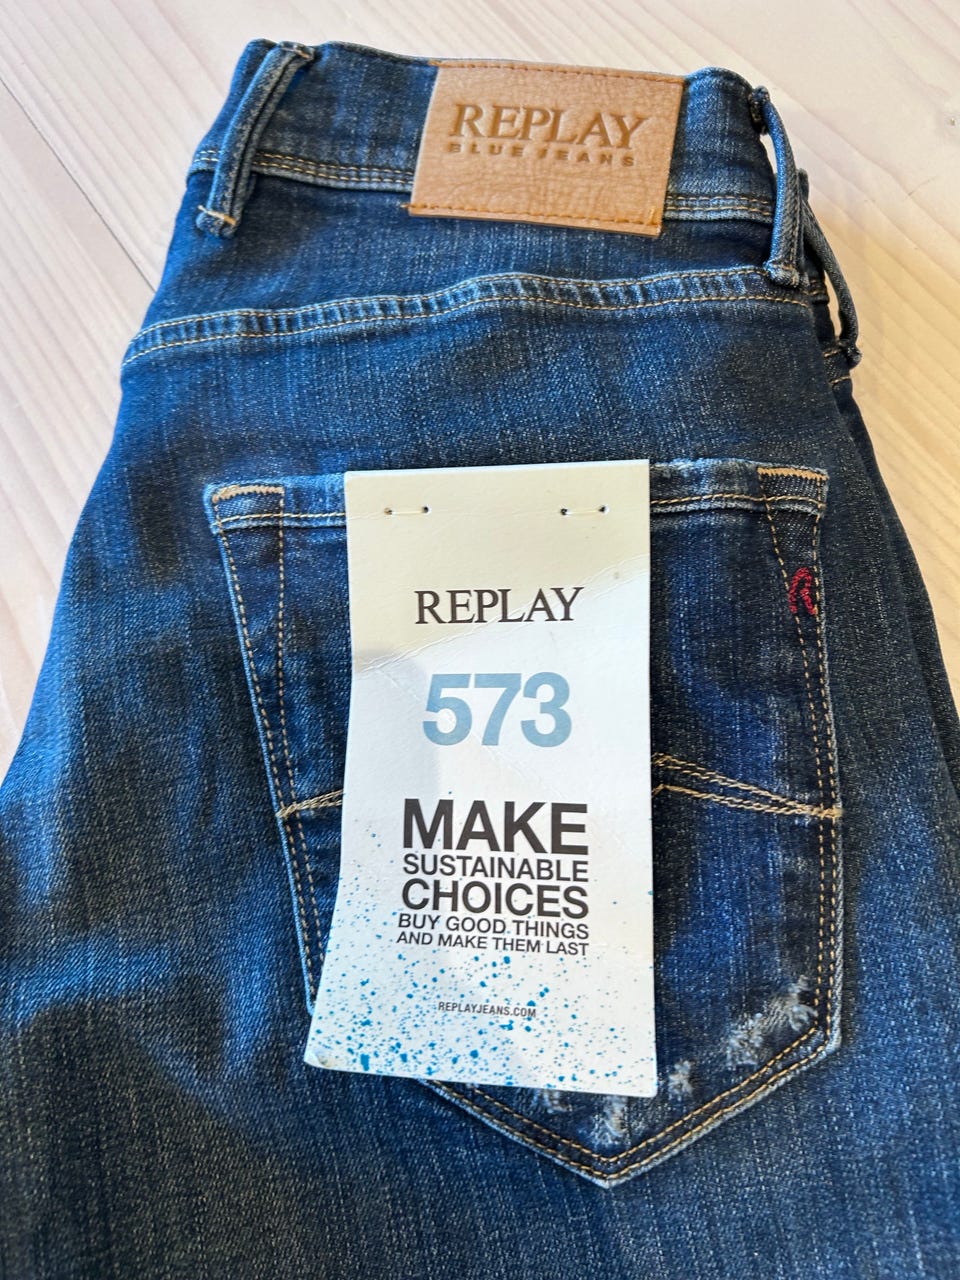 REPLAY
BLUE JEANS
REPLAY
573
MAKE
SUSTAINABLE
CHOICES
BUY GOOD THINGS
AND MAKE THEM LAST
REPLAYJEANS.COM